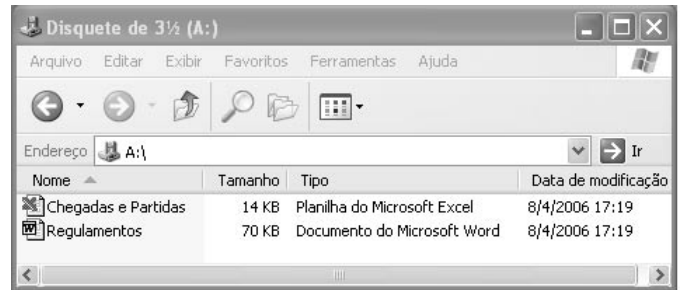 Disquete de 3½ (A:)
Arquivo Editar Exibir Favoritos Ferramentas Ajuda
Endereço A:\ Ir
Nome Tamanho Tipo Data de modificação
Chegadas e Partidas 14 KB Planilha do Microsoft Excel 8/4/2006 17:19
Regulamentos 70 KB Documento do Microsoft Word 8/4/2006 17:19